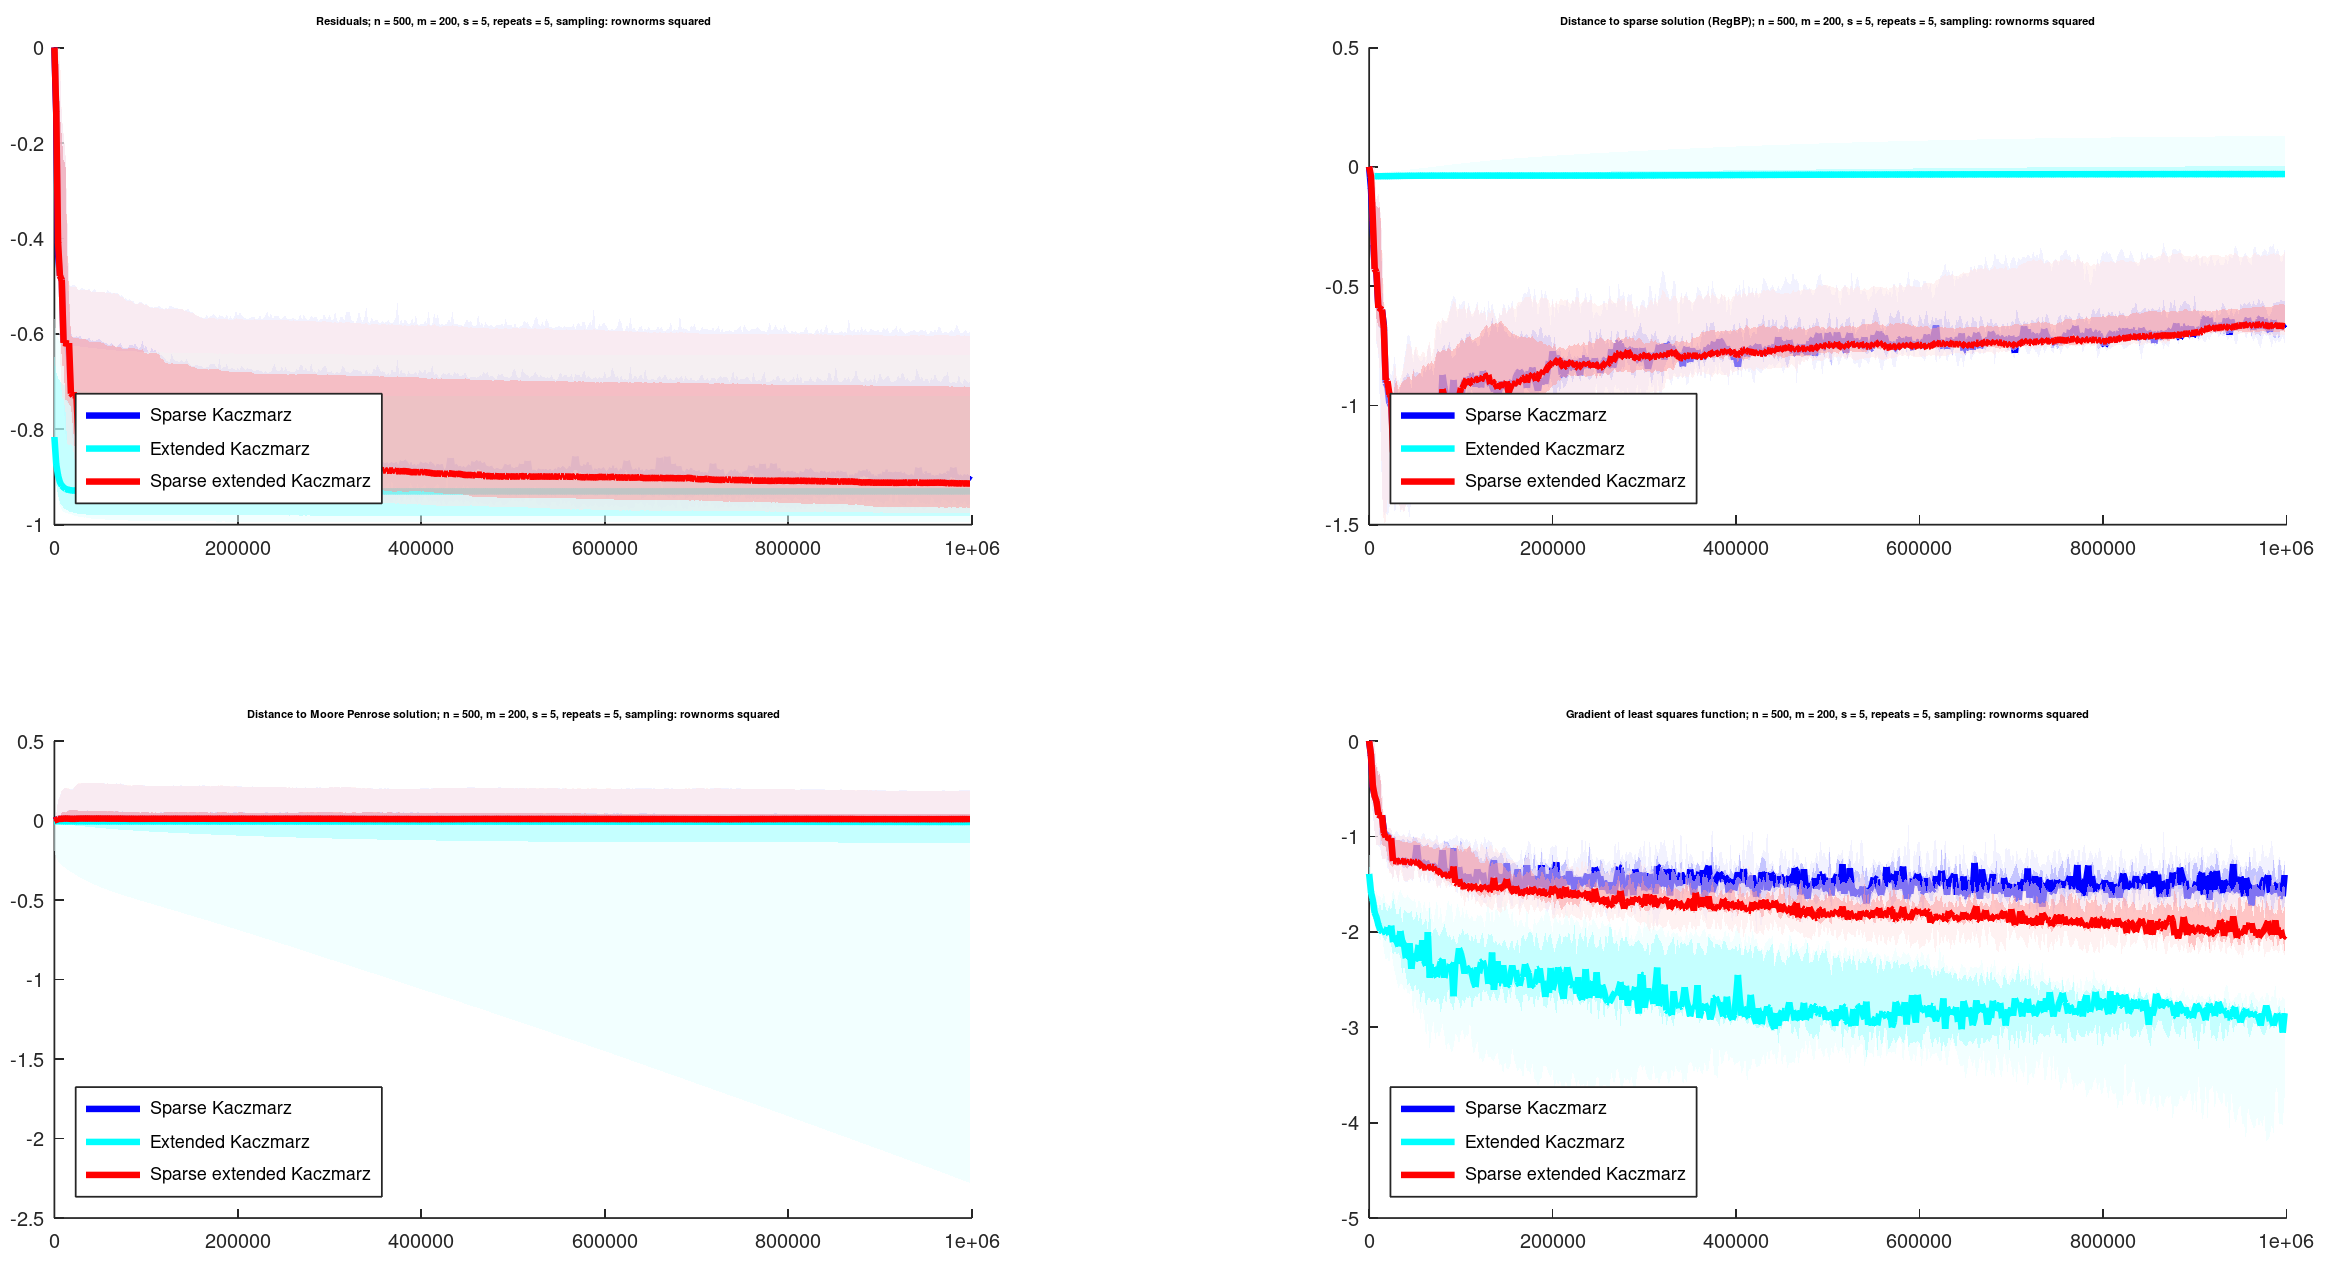 Residuals; n = 500, m = 200, s = 5, repeats = 5, sampling: rownorms squared
0
-0.2
-0.4
-0.6
-0.8
-1
0 200000 400000 600000 800000 1e+06
Sparse Kaczmarz
Extended Kaczmarz
Sparse extended Kaczmarz
Distance to sparse solution (RegBP); n = 500, m = 200, s = 5, repeats = 5, sampling: rownorms squared
0.5
0
-0.5
-1
-1.5
0 200000 400000 600000 800000 1e+06
Sparse Kaczmarz
Extended Kaczmarz
Sparse extended Kaczmarz
Distance to Moore Penrose solution; n = 500, m = 200, s = 5, repeats = 5, sampling: rownorms squared
0.5
0
-0.5
-1
-1.5
-2
-2.5
0 200000 400000 600000 800000 1e+06
Sparse Kaczmarz
Extended Kaczmarz
Sparse extended Kaczmarz
Gradient of least squares function; n = 500, m = 200, s = 5, repeats = 5, sampling: rownorms squared
0
-1
-2
-3
-4
-5
0 200000 400000 600000 800000 1e+06
Sparse Kaczmarz
Extended Kaczmarz
Sparse extended Kaczmarz